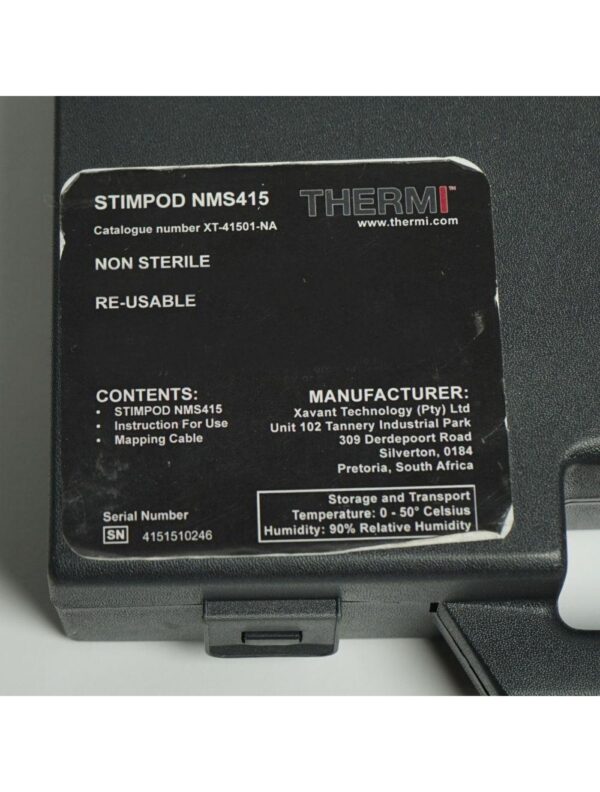 STIMPOD NMS415
THERMI™
www.thermi.com
Catalogue number XT-41501-NA
NON STERILE
RE-USABLE
CONTENTS:
• STIMPOD NMS415
• Instruction For Use
• Mapping Cable
MANUFACTURER:
Xavant Technology (Pty) Ltd
Unit 102 Tannery Industrial Park
309 Derdepoort Road
Silverton, 0184
Pretoria, South Africa
Storage and Transport
Temperature: 0 - 50° Celsius
Humidity: 90% Relative Humidity
Serial Number
SN 4151510246